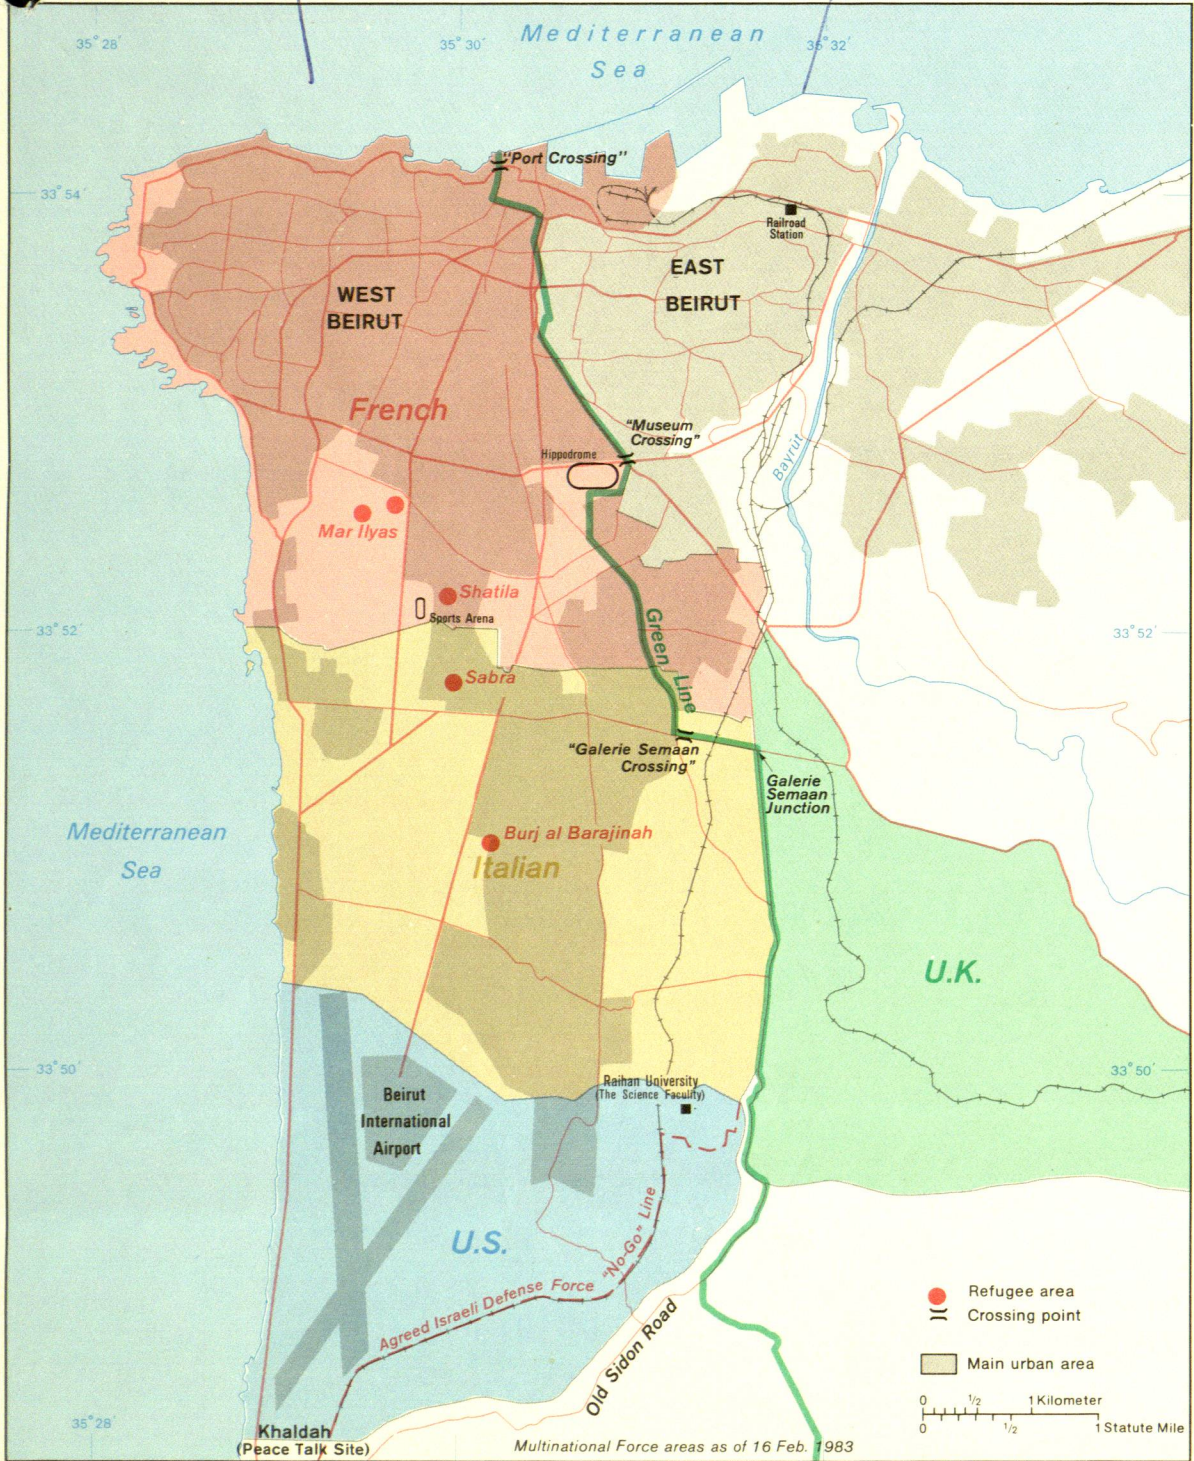 35°28′
35°30′
Mediterranean
Sea
35°32′
33°54′
"Port Crossing"
Railroad
Station
EAST
BEIRUT
WEST
BEIRUT
French
"Museum
Crossing"
Hippodrome
Bayrūt
Mar Ilyas
Shatila
Sports Arena
33°52′
33°52′
Green Line
Sabra
"Galerie Semaan
Crossing"
Galerie
Semaan
Junction
Mediterranean
Sea
Burj al Barajinah
Italian
U.K.
33°50′
33°50′
Raihan University
(The Science Faculity)
Beirut
International
Airport
U.S.
Agreed Israeli Defense Force "No-Go" Line
Old Sidon Road
Refugee area
Crossing point
Main urban area
0 1/2 1 Kilometer
0 1/2 1 Statute Mile
35°28′
Khaldah
(Peace Talk Site)
Multinational Force areas as of 16 Feb. 1983